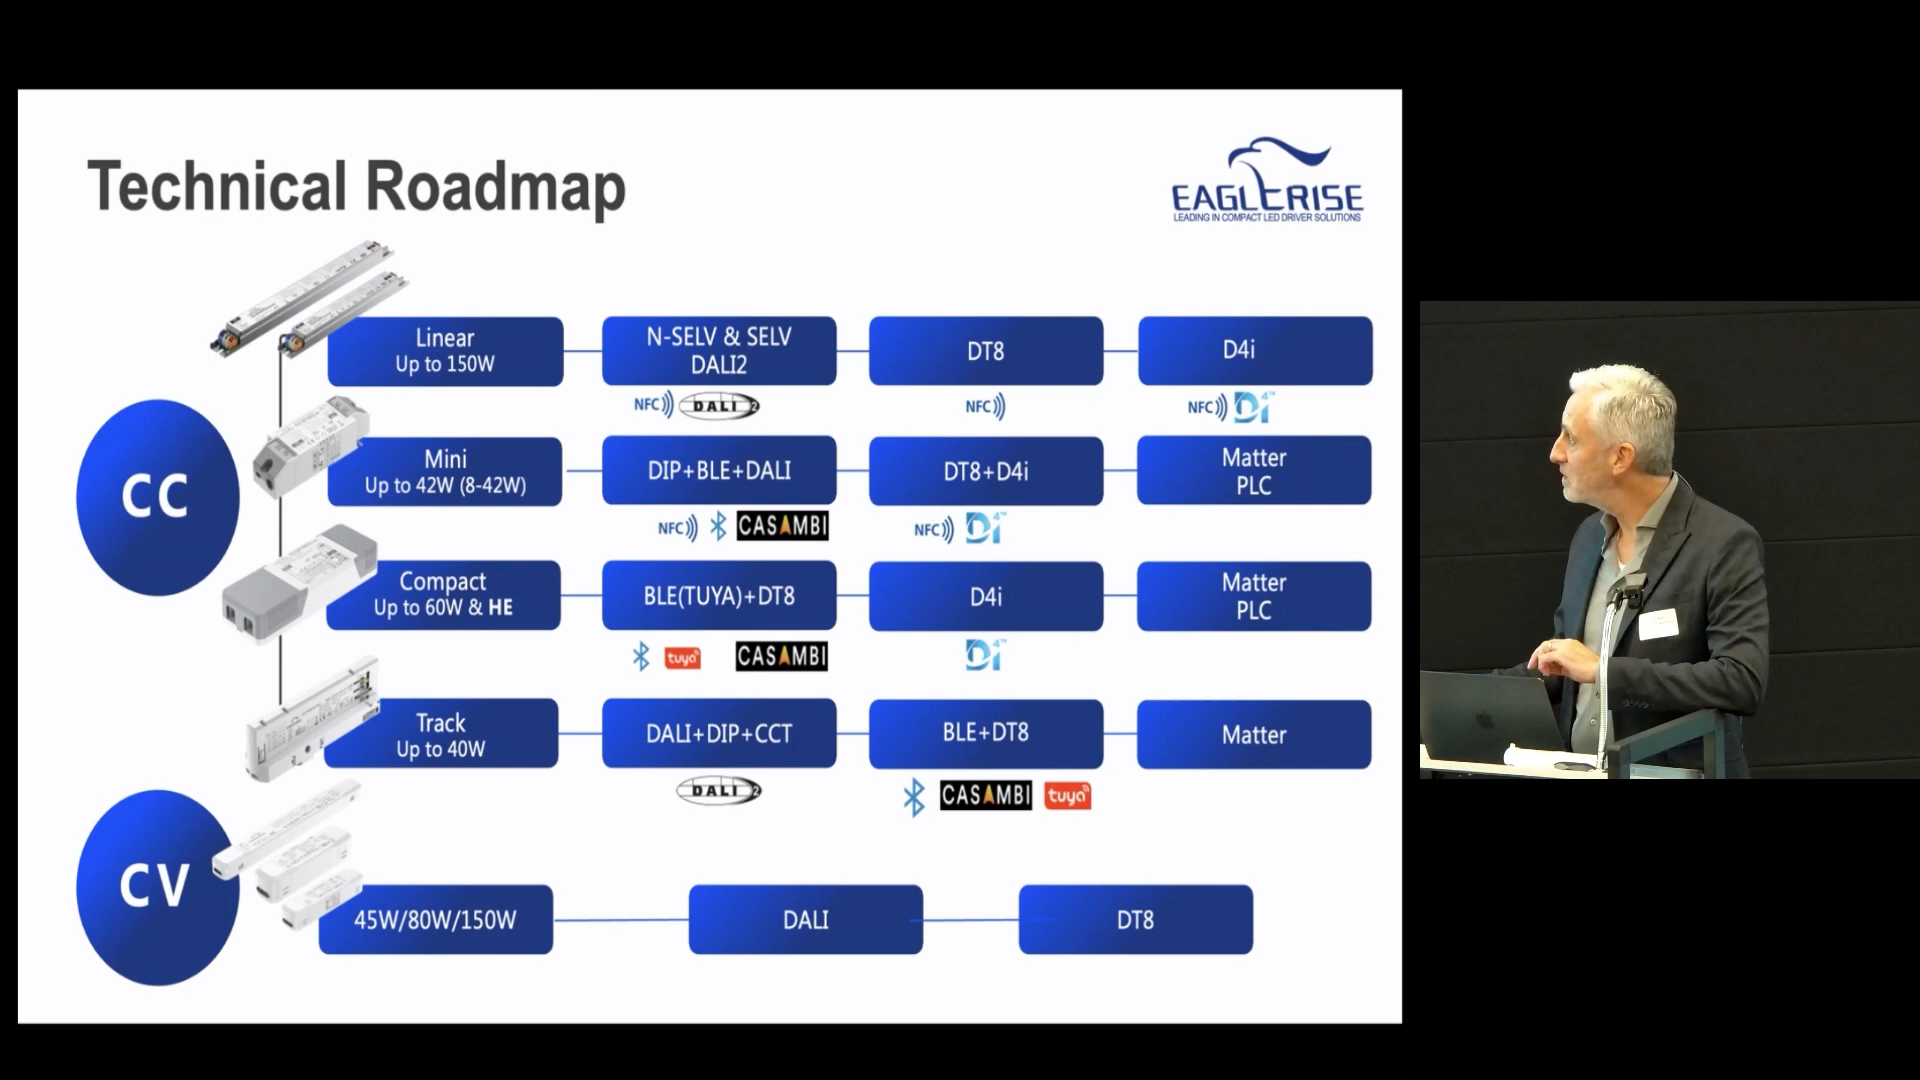 Technical Roadmap
EAGLERISE
LEADING IN COMPACT LED DRIVER SOLUTIONS
CC
Linear
Up to 150W
N-SELV & SELV
DALI2
DT8
D4i
NFC
DALI 2
NFC
NFC
D4i™
Mini
Up to 42W (8-42W)
DIP+BLE+DALI
DT8+D4i
Matter
PLC
NFC
CASAMBI
NFC
D4i™
Compact
Up to 60W & HE
BLE(TUYA)+DT8
D4i
Matter
PLC
tuya
CASAMBI
D4i™
Track
Up to 40W
DALI+DIP+CCT
BLE+DT8
Matter
DALI 2
CASAMBI
tuya
CV
45W/80W/150W
DALI
DT8